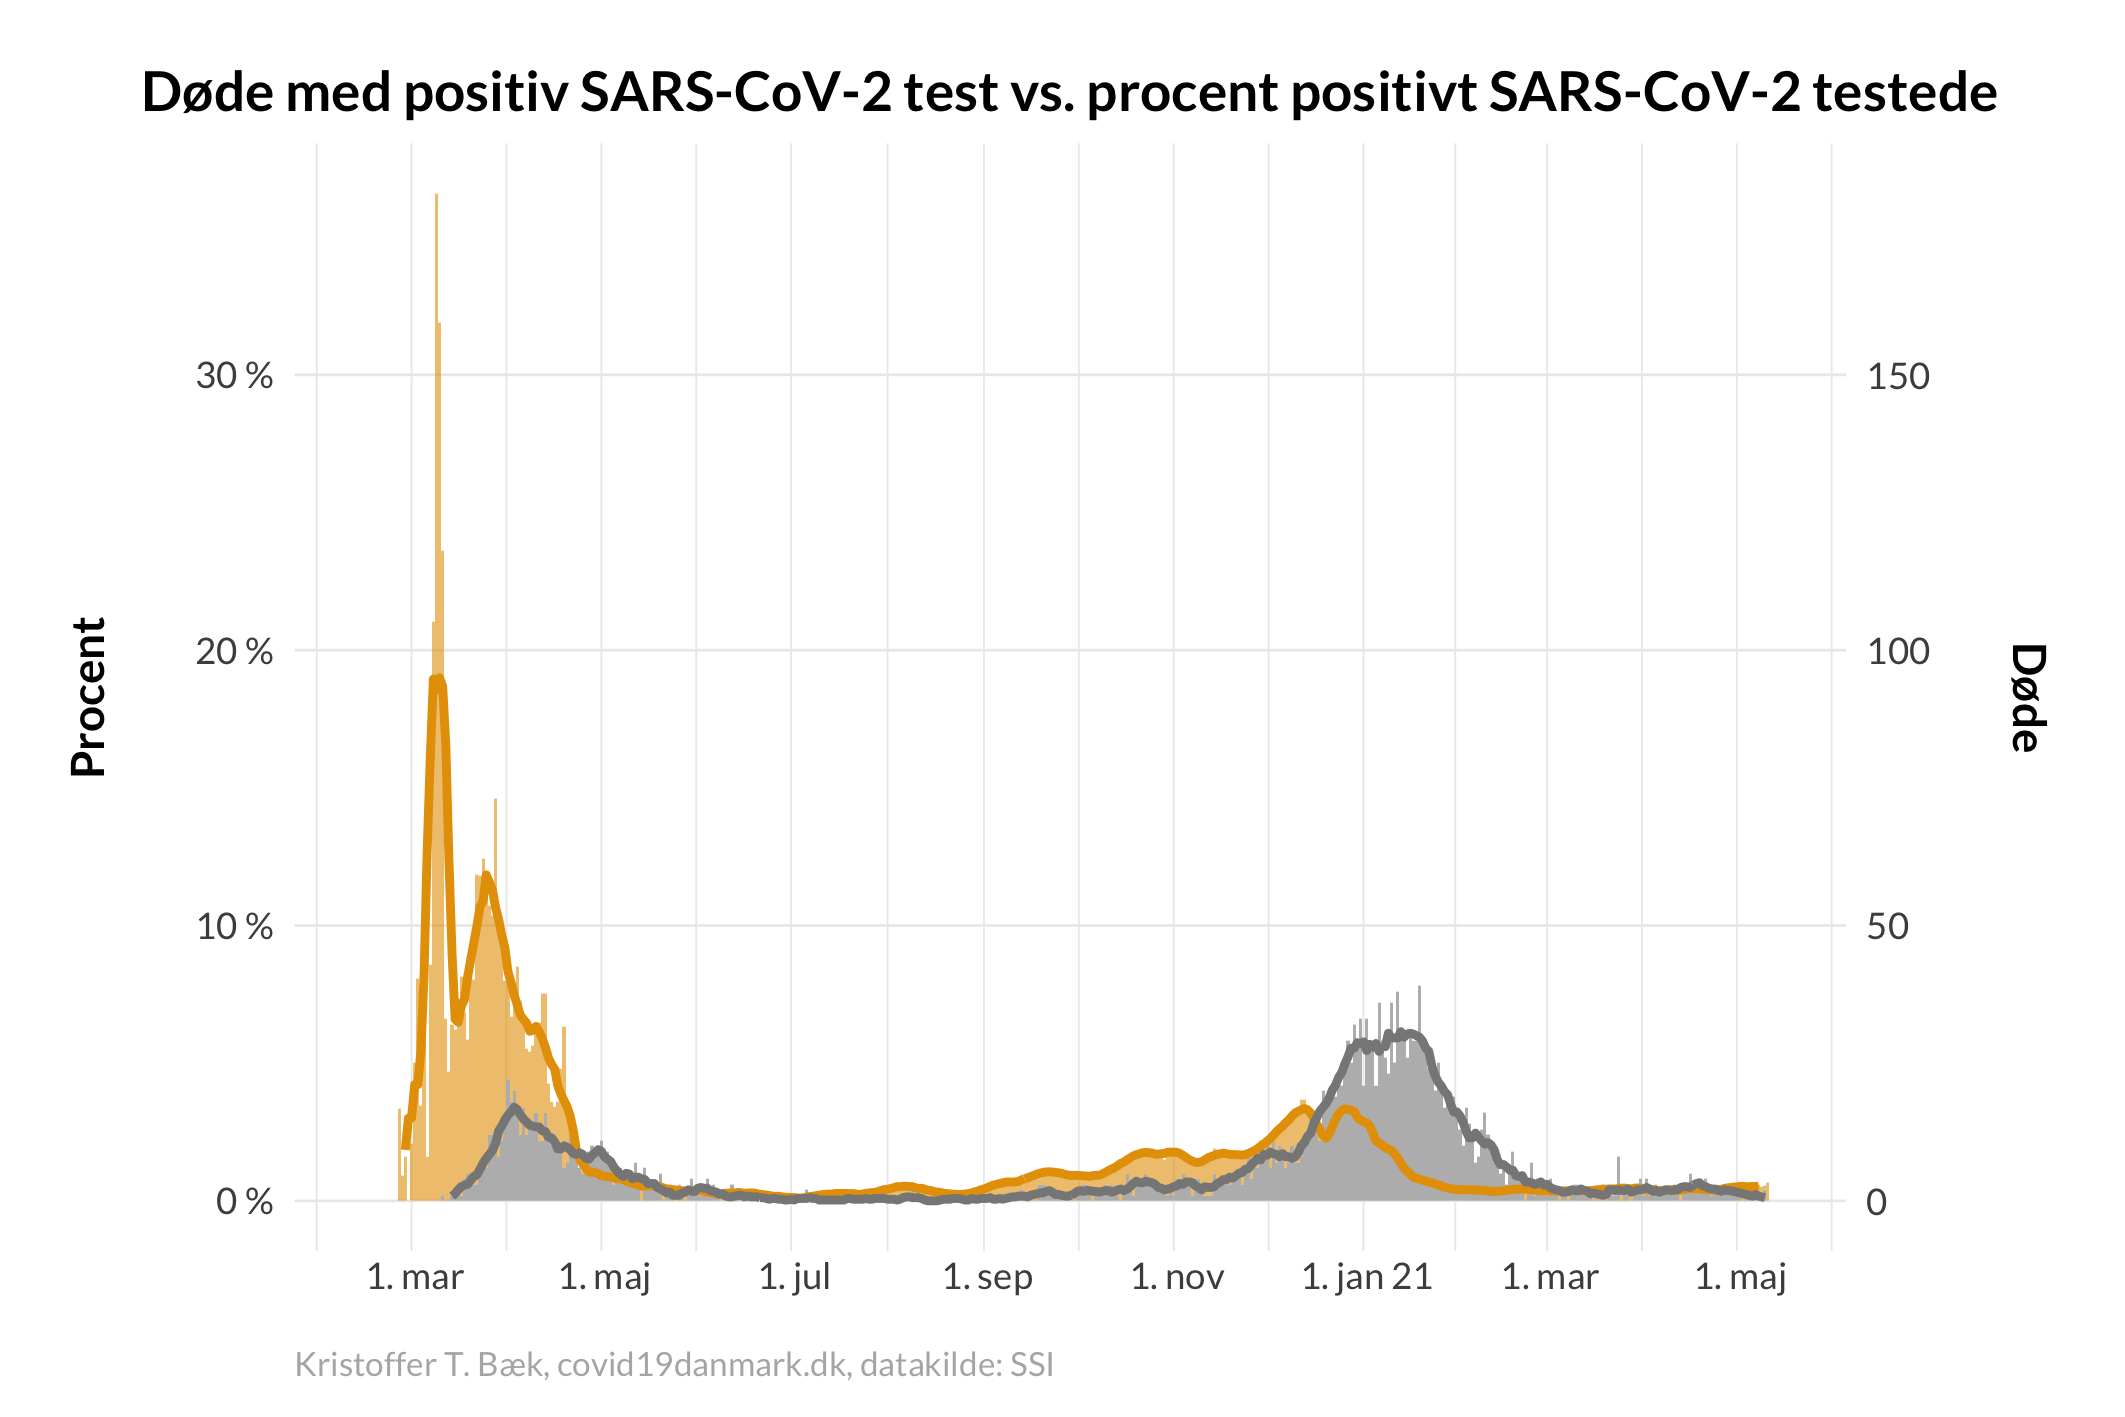 Døde med positiv SARS-CoV-2 test vs. procent positivt SARS-CoV-2 testede
Procent
30 %
20 %
10 %
0 %
150
100
50
0
Døde
1. mar
1. maj
1. jul
1. sep
1. nov
1. jan 21
1. mar
1. maj
Kristoffer T. Bæk, covid19danmark.dk, datakilde: SSI